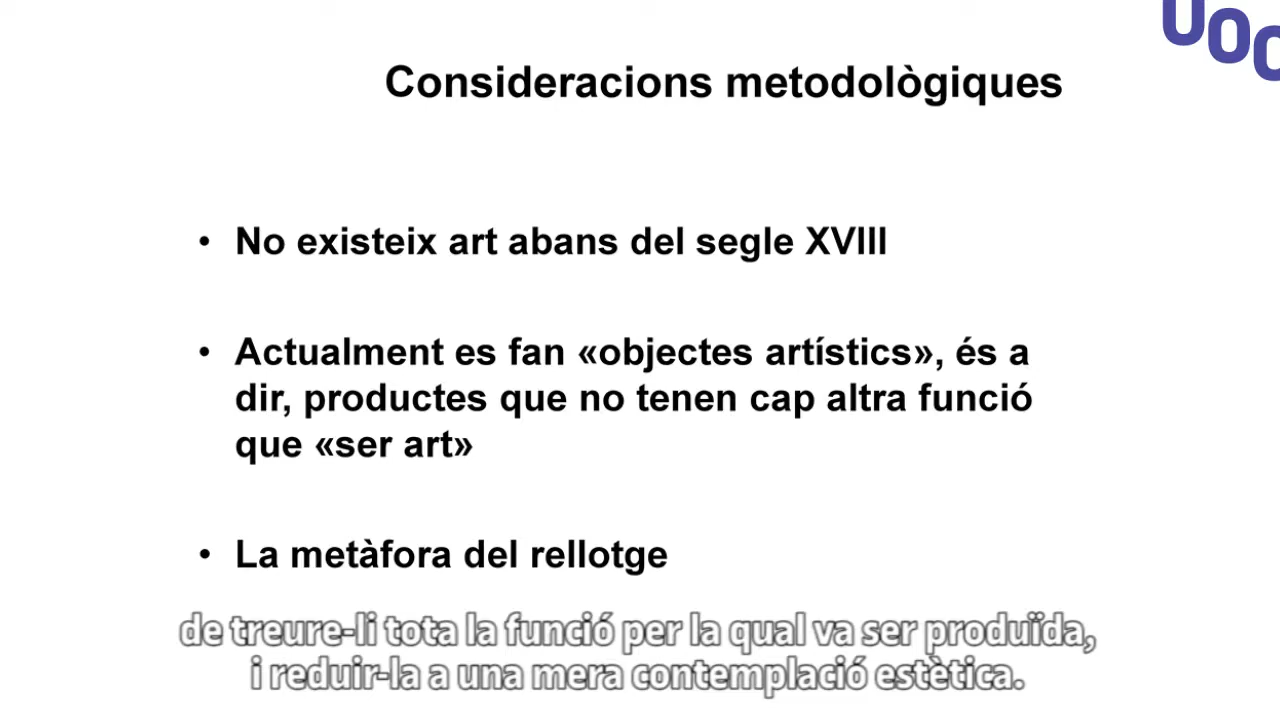 UOC
Consideracions metodològiques
• No existeix art abans del segle XVIII
• Actualment es fan «objectes artístics», és a
dir, productes que no tenen cap altra funció
que «ser art»
• La metàfora del rellotge
de treure-li tota la funció per la qual va ser produïda,
i reduir-la a una mera contemplació estètica.